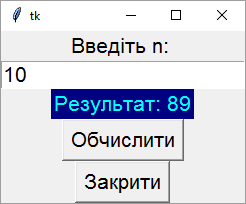 tk
Введіть n:
10
Результат: 89
Обчислити
Закрити